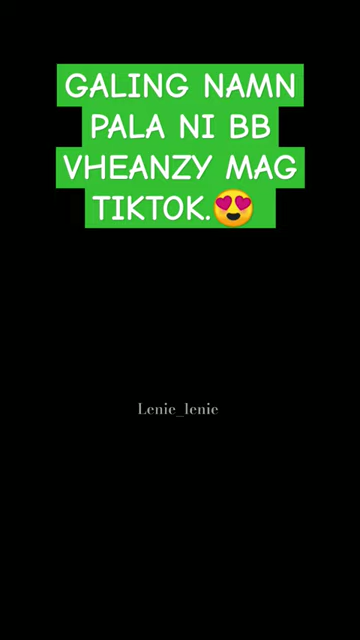 GALING NAMN
PALA NI BB
VHEANZY MAG
TIKTOK.😍
Lenie_lenie